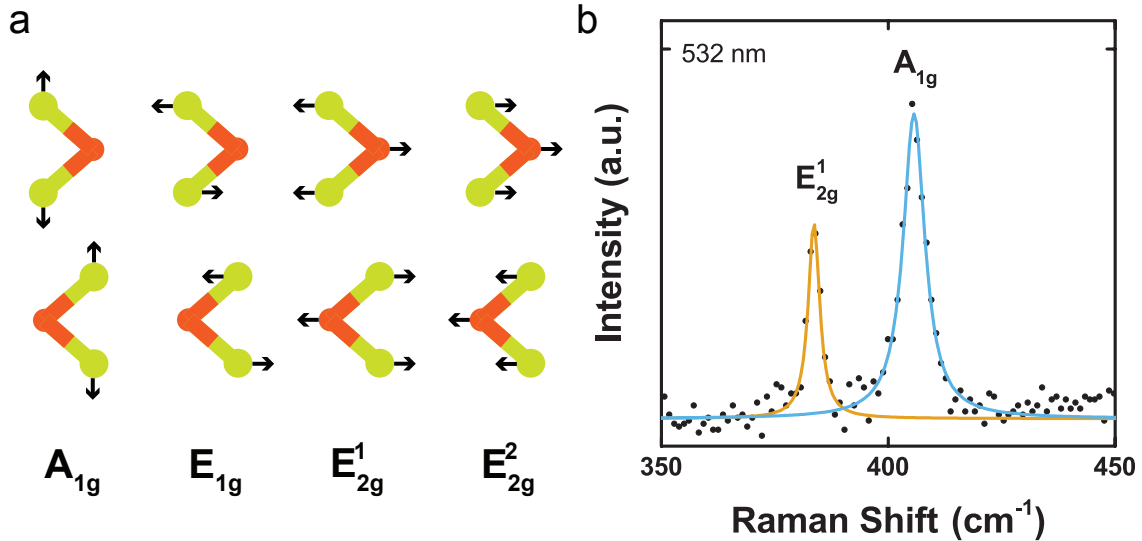 a
A1g
E1g
E12g
E22g
b
532 nm
A1g
E12g
Intensity (a.u.)
350
400
450
Raman Shift (cm-1)